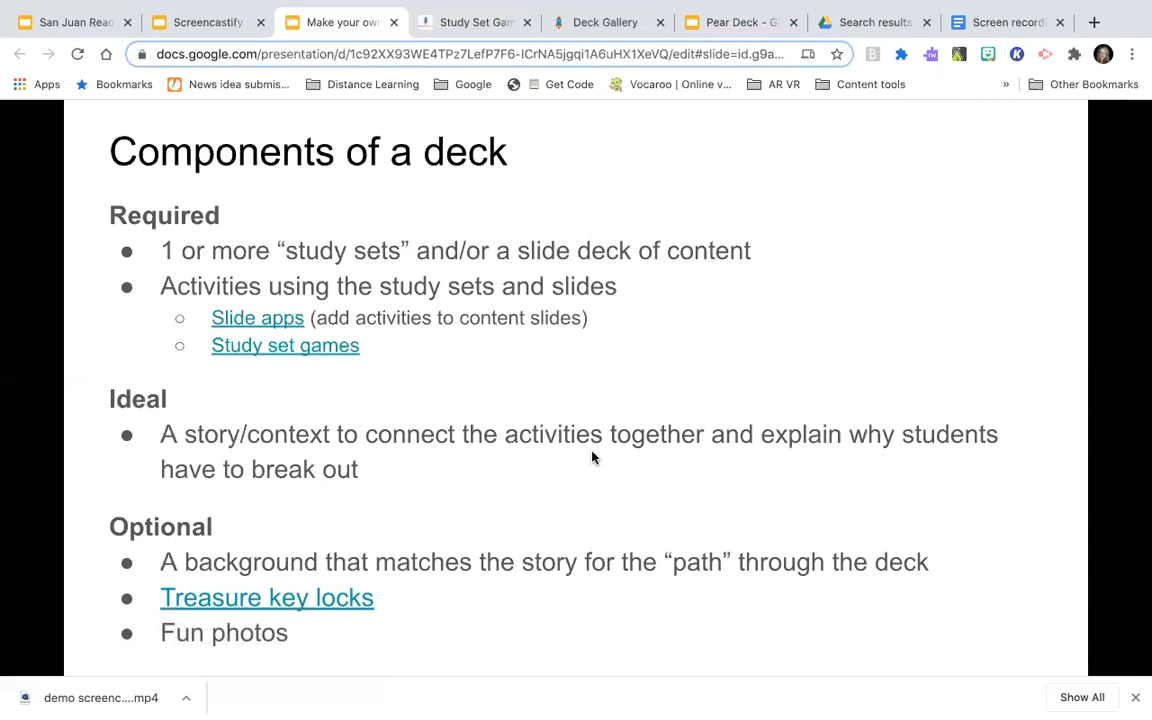 San Juan Reac
Screencastify
Make your own
Study Set Gam
Deck Gallery
Pear Deck - G
Search results
Screen recordi
docs.google.com/presentation/d/1c92XX93WE4TPz7LefP7F6-ICrNA5jgqi1A6uHX1XeVQ/edit#slide=id.g9a...
Apps
Bookmarks
News idea submis...
Distance Learning
Google
Get Code
Vocaroo | Online v...
AR VR
Content tools
»
Other Bookmarks
Components of a deck
Required
● 1 or more “study sets” and/or a slide deck of content
● Activities using the study sets and slides
○ Slide apps (add activities to content slides)
○ Study set games
Ideal
● A story/context to connect the activities together and explain why students
have to break out
Optional
● A background that matches the story for the “path” through the deck
● Treasure key locks
● Fun photos
demo screenc....mp4
Show All